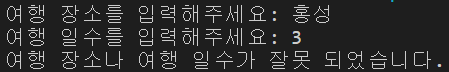 여행 장소를 입력해주세요: 홍성
여행 일수를 입력해주세요: 3
여행 장소나 여행 일수가 잘못 되었습니다.